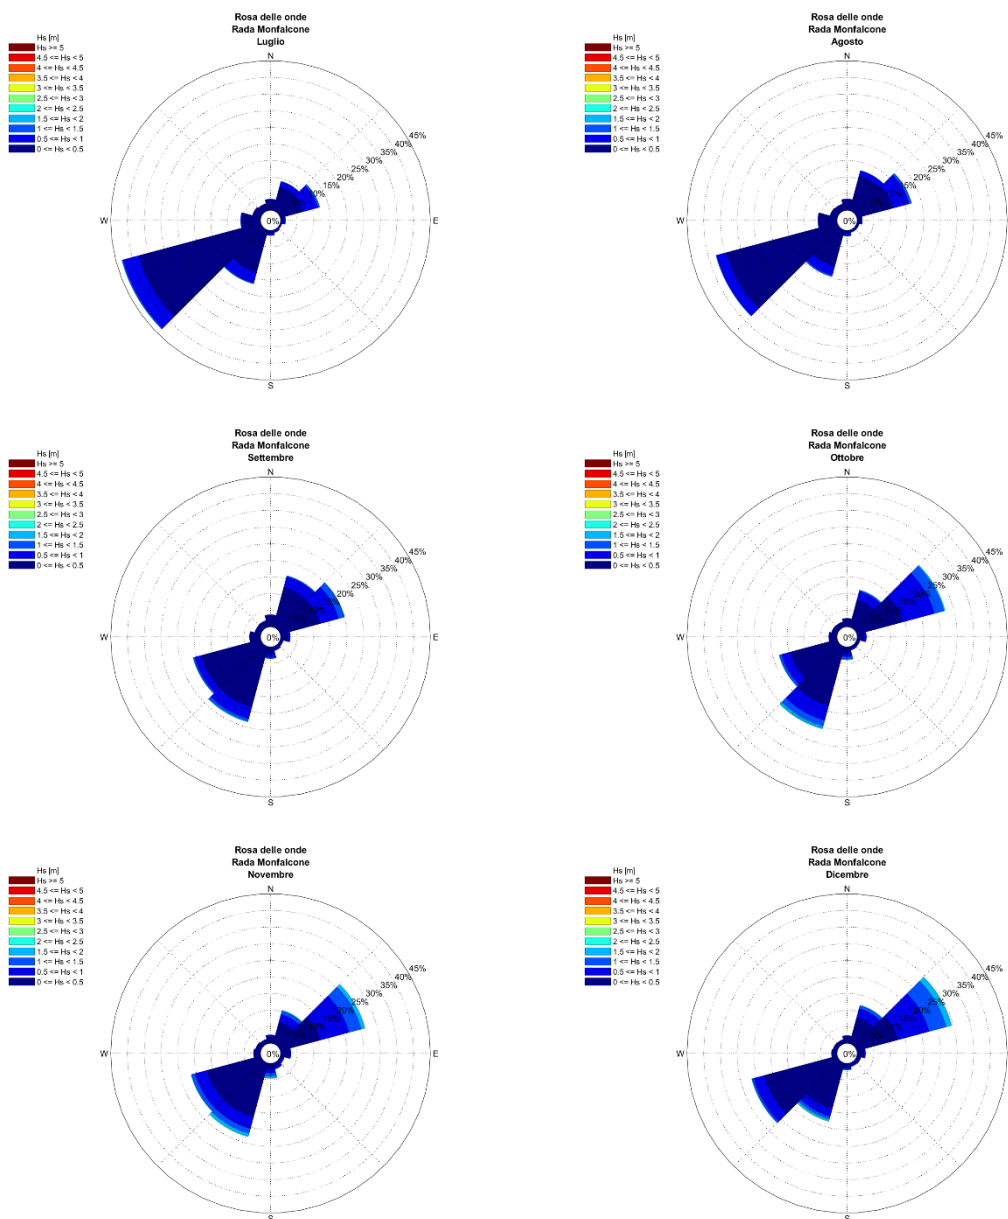 Rosa delle onde
Rada Monfalcone
Luglio
Hs [m]
Hs >= 5
4.5 <= Hs < 5
4 <= Hs < 4.5
3.5 <= Hs < 4
3 <= Hs < 3.5
2.5 <= Hs < 3
2 <= Hs < 2.5
1.5 <= Hs < 2
1 <= Hs < 1.5
0.5 <= Hs < 1
0 <= Hs < 0.5
N
45%
40%
35%
30%
25%
20%
15%
10%
0%
W
E
S
Rosa delle onde
Rada Monfalcone
Agosto
Hs [m]
Hs >= 5
4.5 <= Hs < 5
4 <= Hs < 4.5
3.5 <= Hs < 4
3 <= Hs < 3.5
2.5 <= Hs < 3
2 <= Hs < 2.5
1.5 <= Hs < 2
1 <= Hs < 1.5
0.5 <= Hs < 1
0 <= Hs < 0.5
N
45%
40%
35%
30%
25%
20%
15%
10%
0%
W
E
S
Rosa delle onde
Rada Monfalcone
Settembre
Hs [m]
Hs >= 5
4.5 <= Hs < 5
4 <= Hs < 4.5
3.5 <= Hs < 4
3 <= Hs < 3.5
2.5 <= Hs < 3
2 <= Hs < 2.5
1.5 <= Hs < 2
1 <= Hs < 1.5
0.5 <= Hs < 1
0 <= Hs < 0.5
N
45%
40%
35%
30%
25%
20%
15%
10%
0%
W
E
S
Rosa delle onde
Rada Monfalcone
Ottobre
Hs [m]
Hs >= 5
4.5 <= Hs < 5
4 <= Hs < 4.5
3.5 <= Hs < 4
3 <= Hs < 3.5
2.5 <= Hs < 3
2 <= Hs < 2.5
1.5 <= Hs < 2
1 <= Hs < 1.5
0.5 <= Hs < 1
0 <= Hs < 0.5
N
45%
40%
35%
30%
25%
20%
15%
10%
0%
W
E
S
Rosa delle onde
Rada Monfalcone
Novembre
Hs [m]
Hs >= 5
4.5 <= Hs < 5
4 <= Hs < 4.5
3.5 <= Hs < 4
3 <= Hs < 3.5
2.5 <= Hs < 3
2 <= Hs < 2.5
1.5 <= Hs < 2
1 <= Hs < 1.5
0.5 <= Hs < 1
0 <= Hs < 0.5
N
45%
40%
35%
30%
25%
20%
15%
10%
0%
W
E
S
Rosa delle onde
Rada Monfalcone
Dicembre
Hs [m]
Hs >= 5
4.5 <= Hs < 5
4 <= Hs < 4.5
3.5 <= Hs < 4
3 <= Hs < 3.5
2.5 <= Hs < 3
2 <= Hs < 2.5
1.5 <= Hs < 2
1 <= Hs < 1.5
0.5 <= Hs < 1
0 <= Hs < 0.5
N
45%
40%
35%
30%
25%
20%
15%
10%
0%
W
E
S